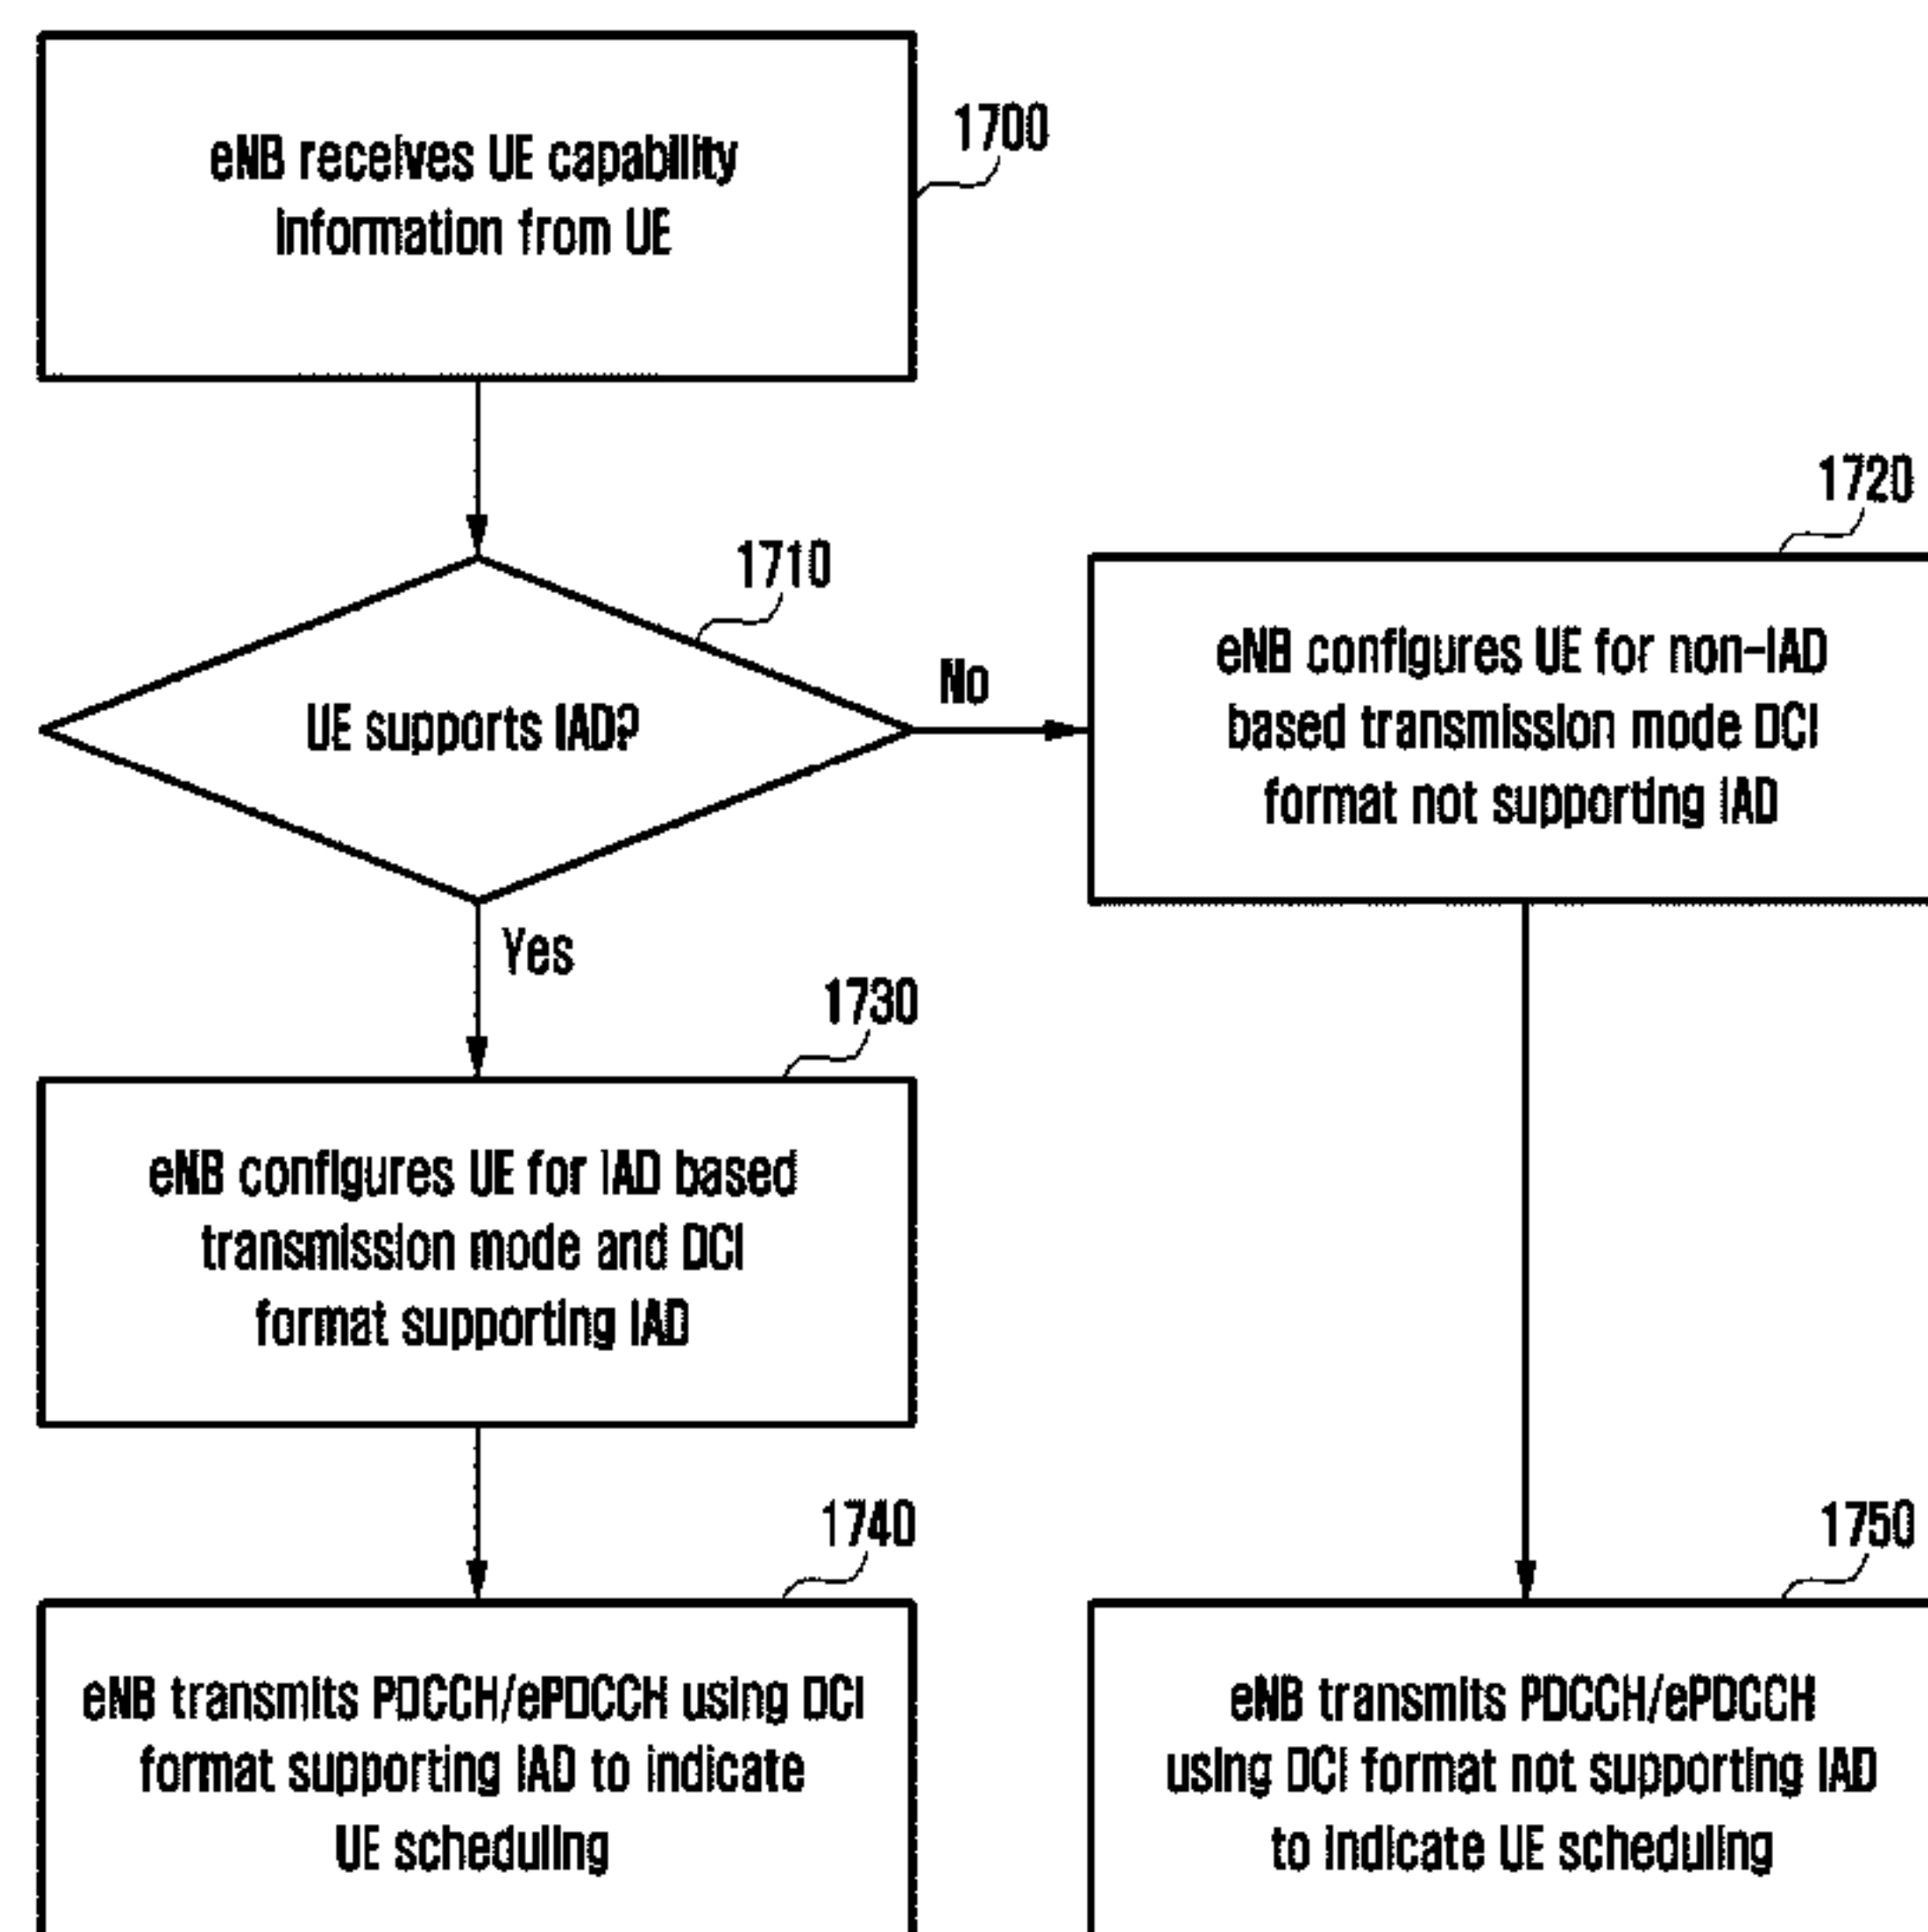 eNB receives UE capability
information from UE
1700
1710
UE supports IAD?
No
1720
eNB configures UE for non-IAD
based transmission mode DCI
format not supporting IAD
Yes
1730
eNB configures UE for IAD based
transmission mode and DCI
format supporting IAD
1740
eNB transmits PDCCH/ePDCCH using DCI
format supporting IAD to indicate
UE scheduling
1750
eNB transmits PDCCH/ePDCCH
using DCI format not supporting IAD
to indicate UE scheduling